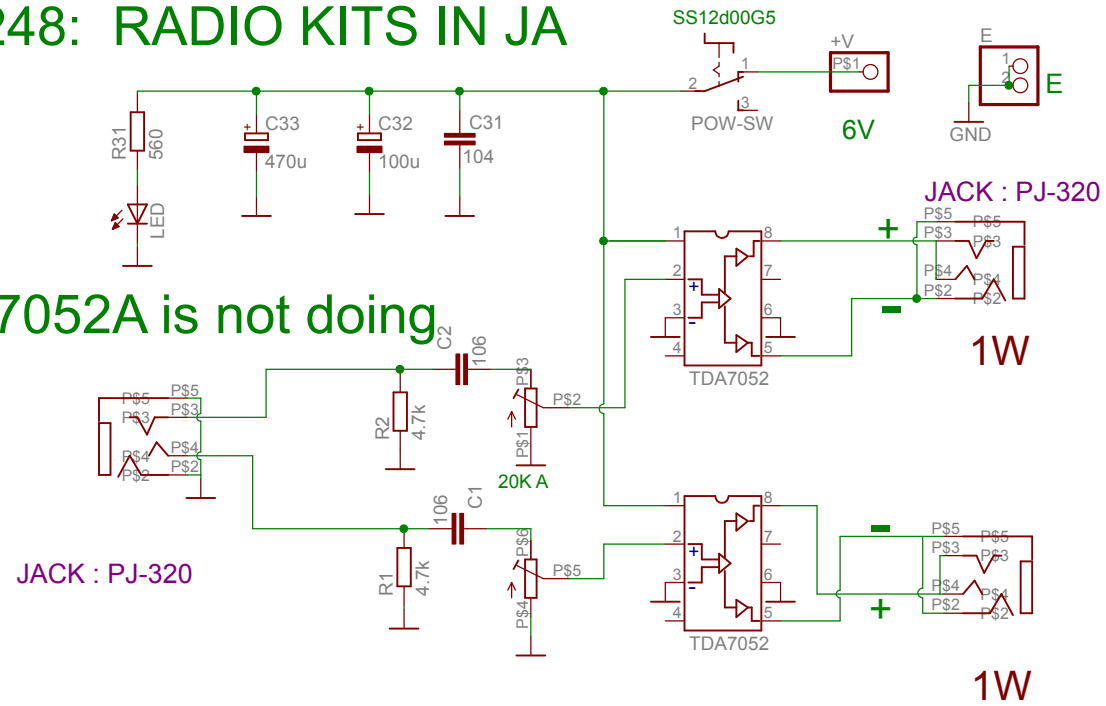 248: RADIO KITS IN JA
SS12d00G5
+V
P$1
1
2
3
POW-SW
6V
E
1
2
E
GND
R31
560
LED
+
C33
470u
+
C32
100u
C31
104
JACK : PJ-320
P$5
P$5
P$3
P$3
P$4
P$4
P$2
P$2
+
-
1W
1
2
3
4
8
7
6
5
+
-
TDA7052
7052A is not doing
C2
106
R2
4.7k
P$3
P$2
P$1
20K A
P$5
P$5
P$3
P$3
P$4
P$4
P$2
P$2
JACK : PJ-320
106
C1
R1
4.7k
P$6
P$5
P$4
1
2
3
4
8
7
6
5
+
-
TDA7052
-
+
P$5
P$5
P$3
P$3
P$4
P$4
P$2
P$2
1W